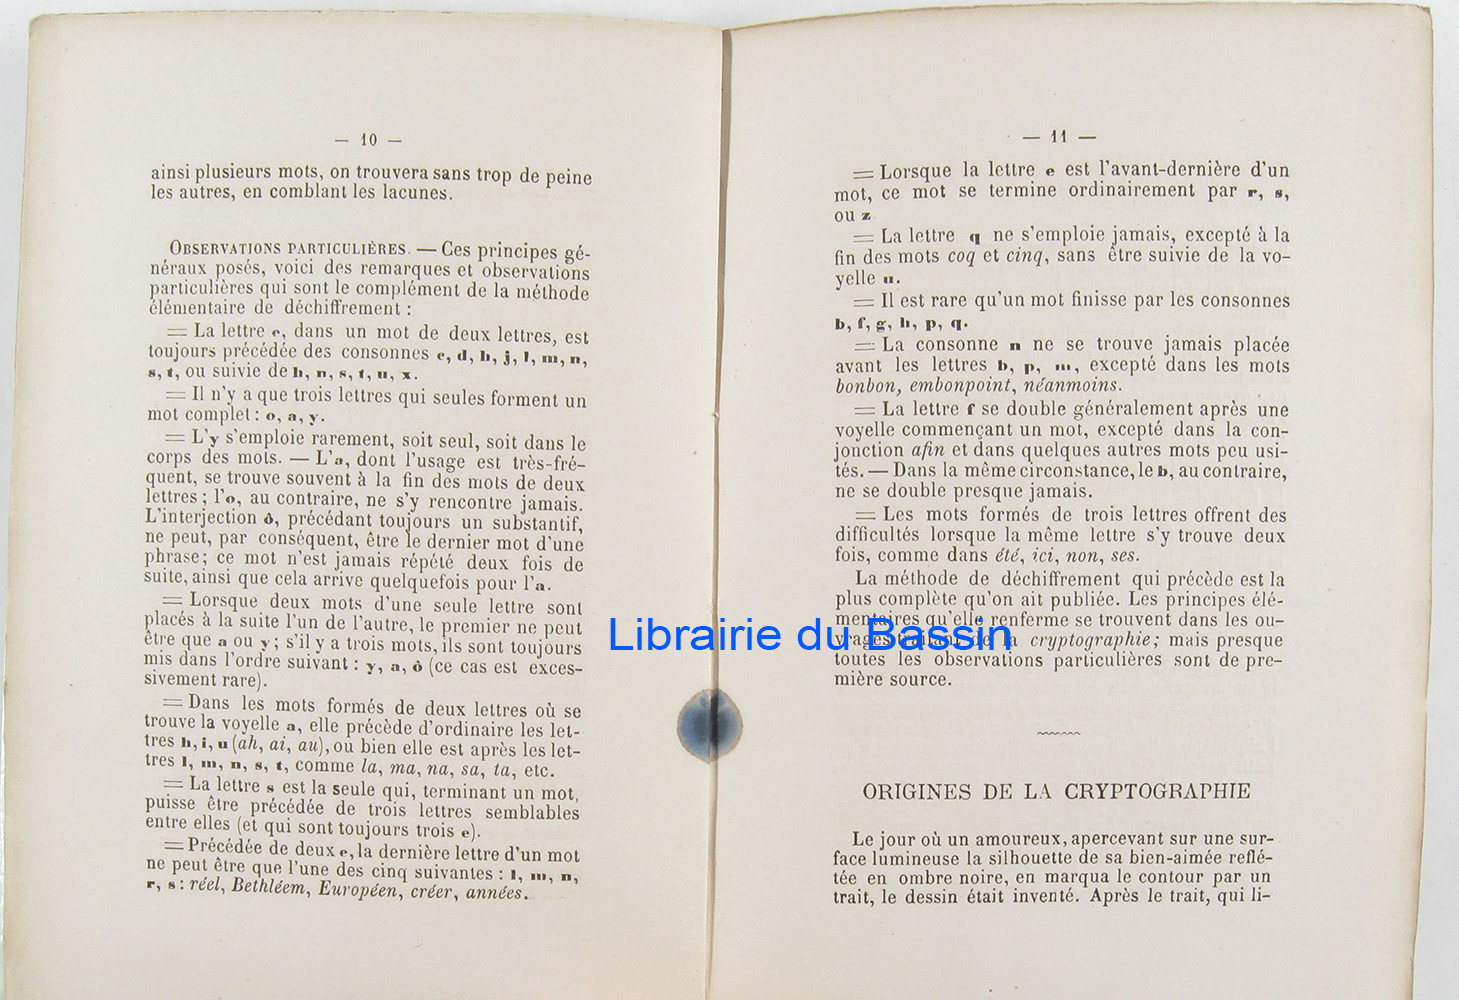 — 10 —
ainsi plusieurs mots, on trouvera sans trop de peine
les autres, en comblant les lacunes.
OBSERVATIONS PARTICULIÈRES. — Ces principes gé-
néraux posés, voici des remarques et observations
particulières qui sont le complément de la méthode
élémentaire de déchiffrement :
= La lettre e, dans un mot de deux lettres, est
toujours précédée des consonnes c, d, h, j, l, m, n,
s, t, ou suivie de h, n, s, t, u, x.
= Il n'y a que trois lettres qui seules forment un
mot complet : o, a, y.
= L'y s'emploie rarement, soit seul, soit dans le
corps des mots. — L'a, dont l'usage est très-fré-
quent, se trouve souvent à la fin des mots de deux
lettres ; l'o, au contraire, ne s'y rencontre jamais.
L'interjection ô, précédant toujours un substantif,
ne peut, par conséquent, être le dernier mot d'une
phrase ; ce mot n'est jamais répété deux fois de
suite, ainsi que cela arrive quelquefois pour l'a.
= Lorsque deux mots d'une seule lettre sont
placés à la suite l'un de l'autre, le premier ne peut
être que a ou y ; s'il y a trois mots, ils sont toujours
mis dans l'ordre suivant : y, a, ô (ce cas est exces-
sivement rare).
= Dans les mots formés de deux lettres où se
trouve la voyelle a, elle précède d'ordinaire les let-
tres h, i, u (ah, ai, au), ou bien elle est après les let-
tres l, m, n, s, t, comme la, ma, na, sa, ta, etc.
= La lettre s est la seule qui, terminant un mot,
puisse être précédée de trois lettres semblables
entre elles (et qui sont toujours trois e).
= Précédée de deux e, la dernière lettre d'un mot
ne peut être que l'une des cinq suivantes : l, m, n,
r, s : réel, Bethléem, Européen, créer, années.
— 11 —
= Lorsque la lettre e est l'avant-dernière d'un
mot, ce mot se termine ordinairement par r, s,
ou z
= La lettre q ne s'emploie jamais, excepté à la
fin des mots coq et cinq, sans être suivie de la vo-
yelle u.
= Il est rare qu'un mot finisse par les consonnes
b, f, g, h, p, q.
= La consonne n ne se trouve jamais placée
avant les lettres b, p, m, excepté dans les mots
bonbon, embonpoint, néanmoins.
= La lettre f se double généralement après une
voyelle commençant un mot, excepté dans la con-
jonction afin et dans quelques autres mots peu usi-
tés. — Dans la même circonstance, le b, au contraire,
ne se double presque jamais.
= Les mots formés de trois lettres offrent des
difficultés lorsque la même lettre s'y trouve deux
fois, comme dans été, ici, non, ses.
La méthode de déchiffrement qui précède est la
plus complète qu'on ait publiée. Les principes élé-
mentaires qu'elle renferme se trouvent dans les ou-
vrages traitant de la cryptographie ; mais presque
toutes les observations particulières sont de pre-
mière source.
ORIGINES DE LA CRYPTOGRAPHIE
Le jour où un amoureux, apercevant sur une sur-
face lumineuse la silhouette de sa bien-aimée reflé-
tée en ombre noire, en marqua le contour par un
trait, le dessin était inventé. Après le trait, qui li-
Librairie du Bassin